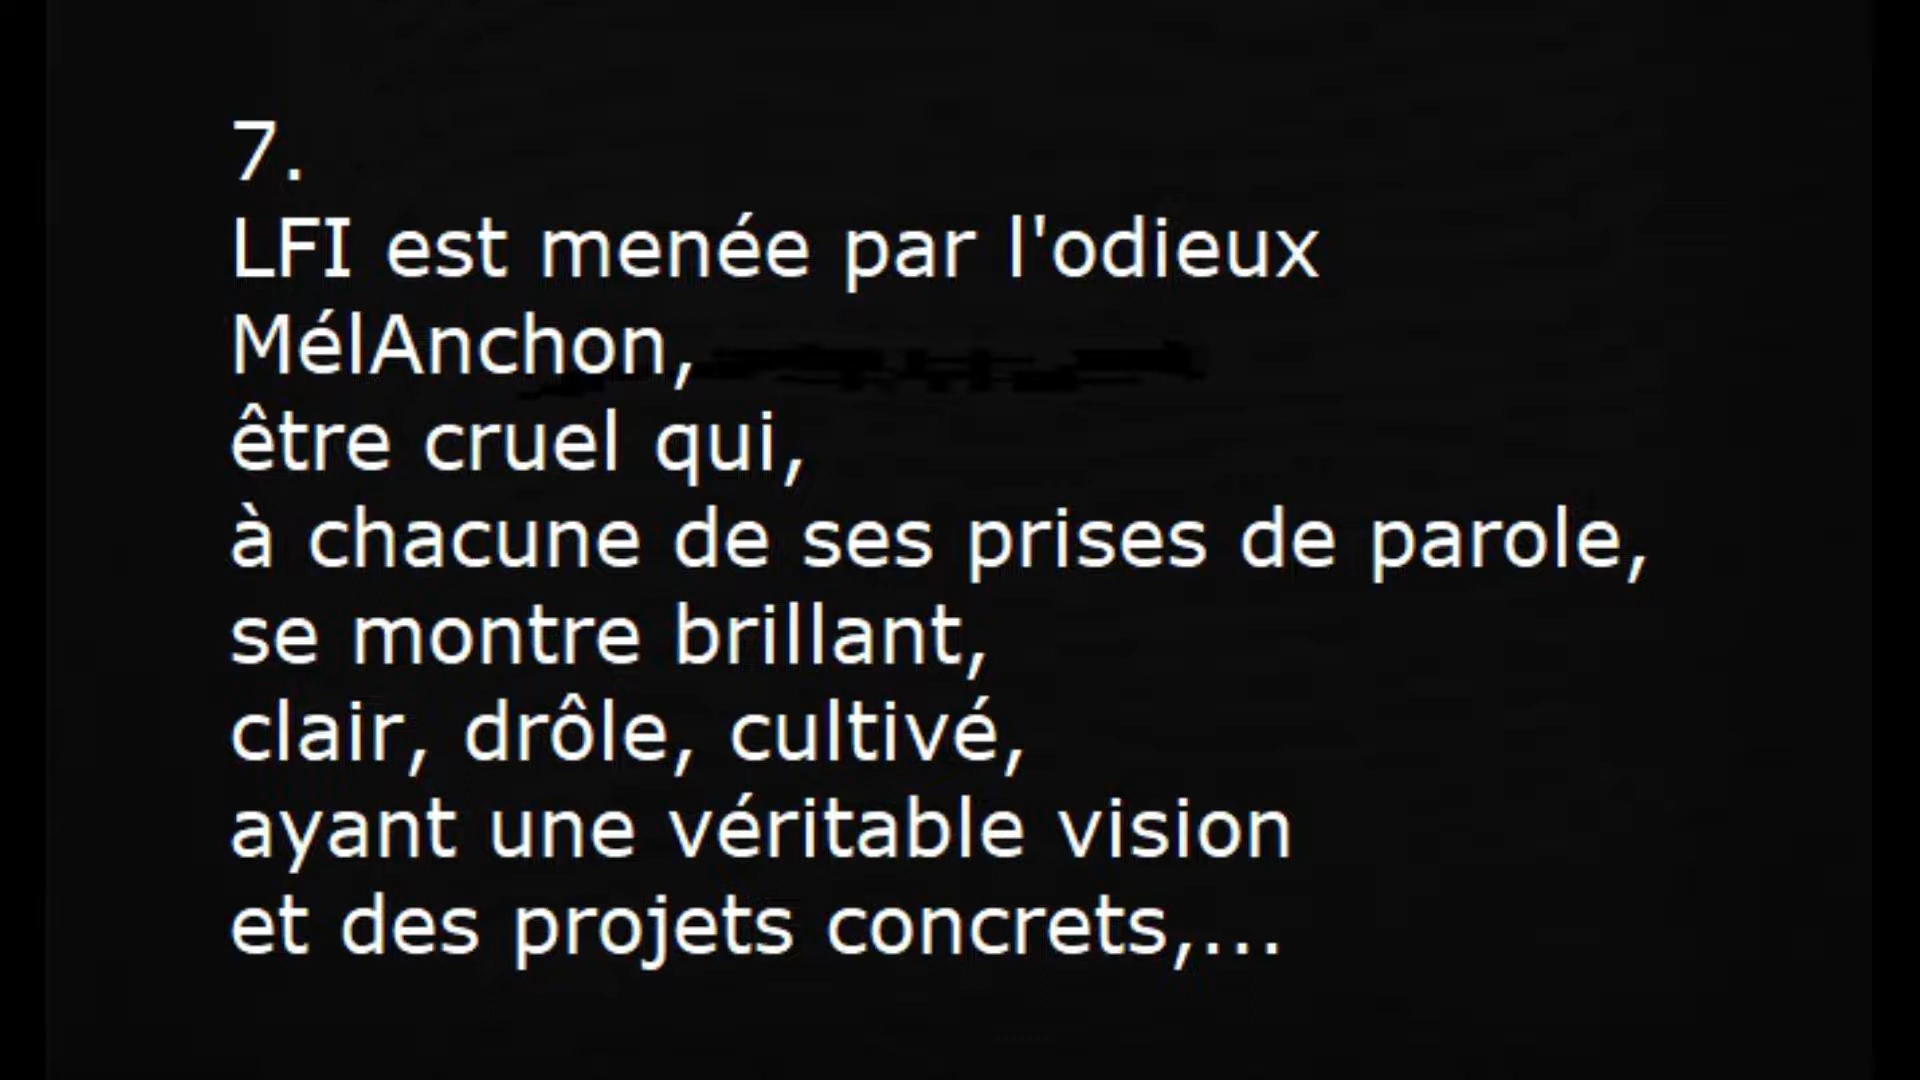 7.
LFI est menée par l'odieux
MélAnchon,
être cruel qui,
à chacune de ses prises de parole,
se montre brillant,
clair, drôle, cultivé,
ayant une véritable vision
et des projets concrets,...